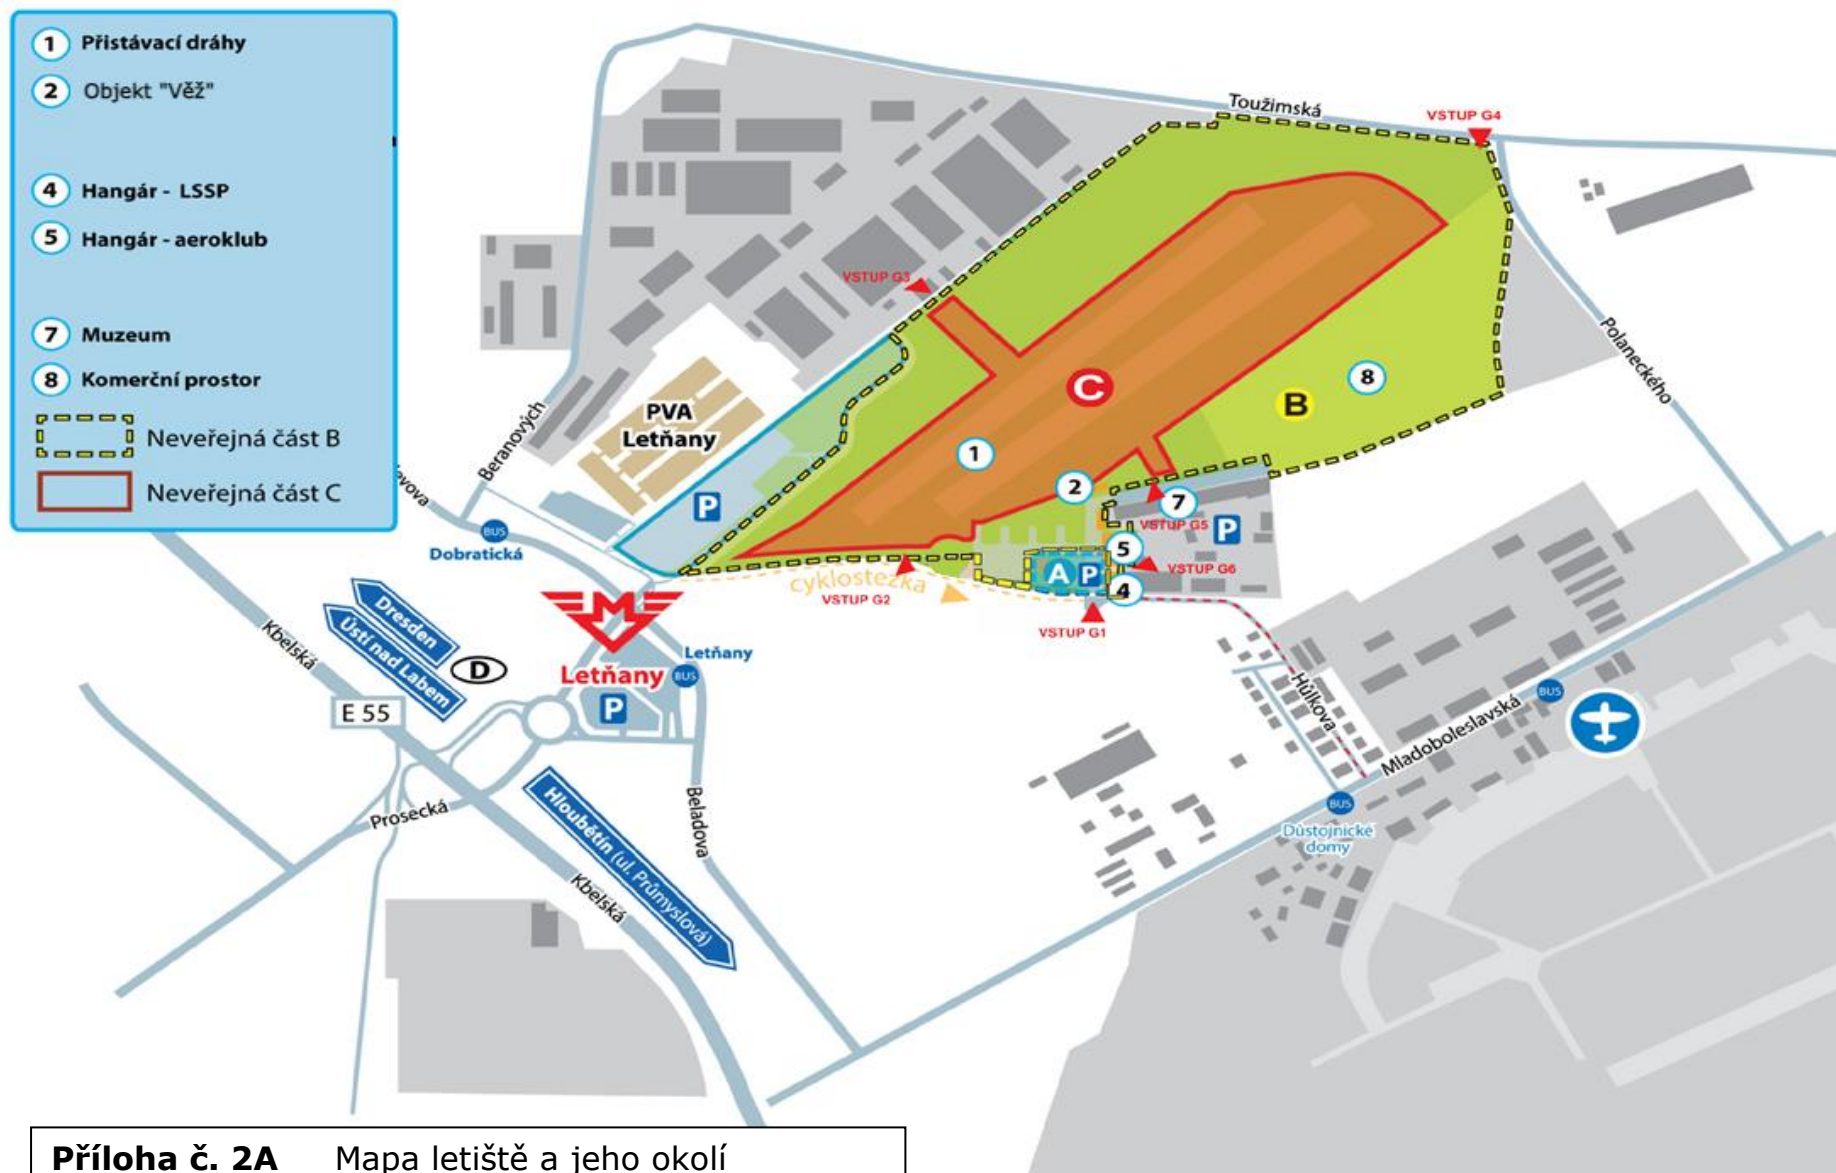 1 Přistávací dráhy
2 Objekt "Věž"
4 Hangár - LSSP
5 Hangár - aeroklub
7 Muzeum
8 Komerční prostor
Neveřejná část B
Neveřejná část C
Toužimská
VSTUP G4
VSTUP G3
Polaneckého
C
8
B
PVA
Letňany
Beranových
1
2
7
P
VSTUP G5
P
BUS
Dobratická
5
VSTUP G6
A P
4
cyklostezka
VSTUP G2
VSTUP G1
Dresden
Ústí nad Labem
D
Kbelská
Letňany
Letňany
BUS
P
E 55
Hůlkova
BUS
Mladoboleslavská
Prosecká
Beladova
Hloubětín (ul. Průmyslová)
BUS
Důstojnické
domy
Kbelská
Příloha č. 2A Mapa letiště a jeho okolí